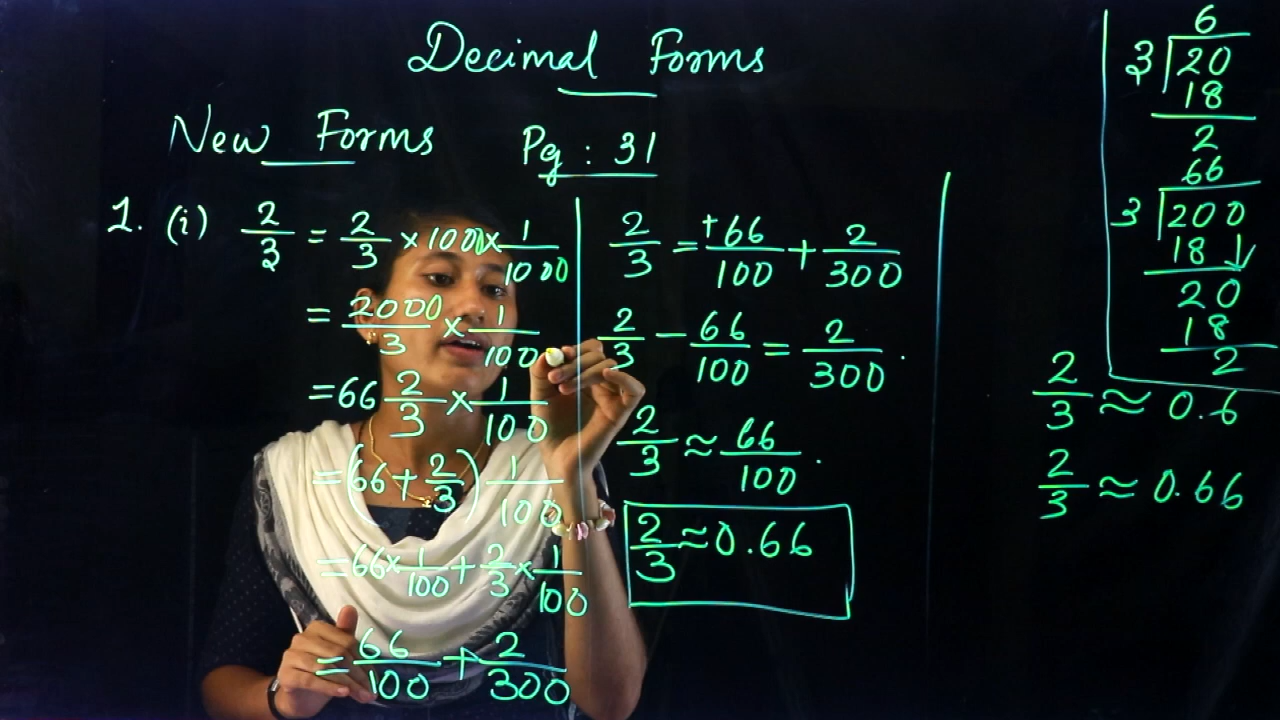 Decimal Forms
New Forms Pg : 31
1. (i) 2/3 = 2/3 × 1000 × 1/1000
= 2000/3 × 1/1000
= 66 2/3 × 1/100
= (66 + 2/3) 1/100
= 66 × 1/100 + 2/3 × 1/100
= 66/100 + 2/300
2/3 = +66/100 + 2/300
2/3 − 66/100 = 2/300.
2/3 ≈ 66/100.
2/3 ≈ 0.66
6
3 20
18
2
66
3 200
18 ↓
20
18
2
2/3 ≈ 0.6
2/3 ≈ 0.66